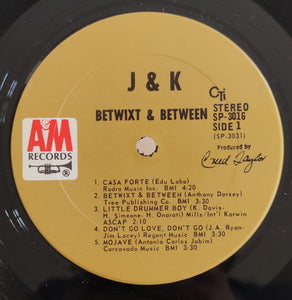 J & K
BETWIXT & BETWEEN
CTi
STEREO
SP-3016
(SP-3031)
SIDE 1
Produced by
Creed Taylor
A&M
RECORDS
1. CASA FORTE (Edu Lobo)
Rodra Music Inc. BMI 4:20
2. BETWIXT & BETWEEN (Anthony Dorsey)
Tree Publishing Co. BMI 3:30
3. LITTLE DRUMMER BOY (K. Davis-
H. Simeone- H. Onorati) Mills/Int'l Korwin
ASCAP 2:30
4. DON'T GO LOVE, DON'T GO (J.A. Ryan-
Jim Lacey) Regent Music BMI 3:30
5. MOJAVE (Antonio Carlos Jobim)
Corcovado Music BMI 3:30